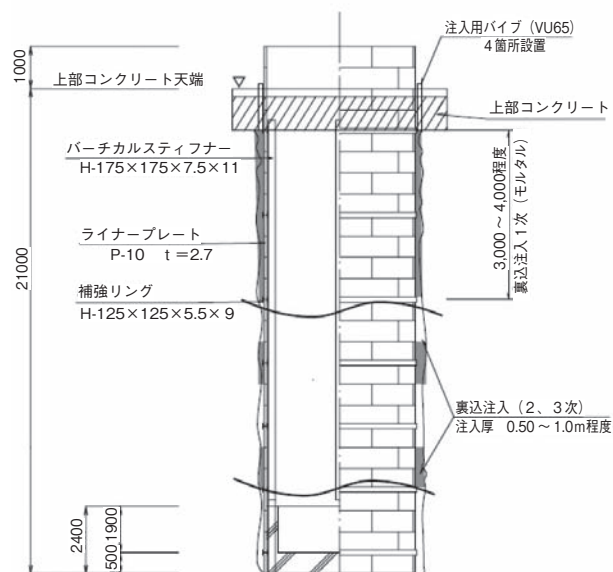 注入用パイプ（VU65）
4箇所設置
1000
上部コンクリート天端
上部コンクリート
バーチカルスティフナー
H-175×175×7.5×11
3,000～4,000程度
裏込注入1次（モルタル）
ライナープレート
P-10　t＝2.7
21000
補強リング
H-125×125×5.5×9
裏込注入（2、3次）
注入厚　0.50～1.0m程度
2400
1900
500